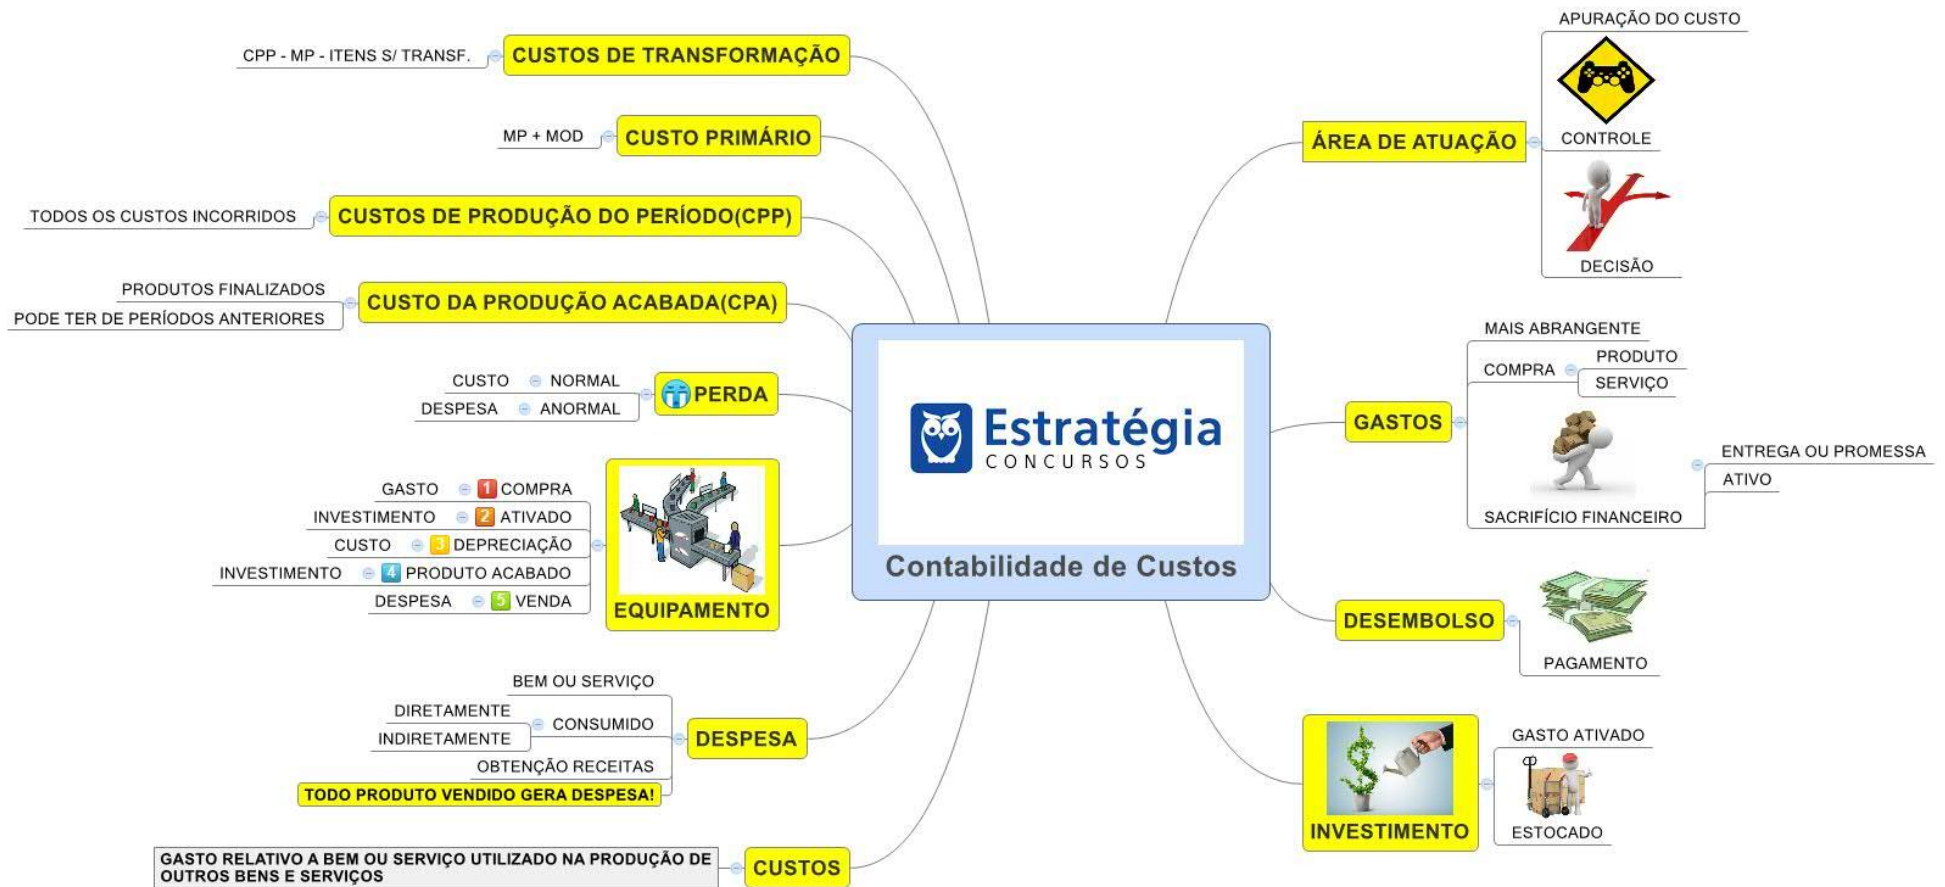 CPP - MP - ITENS S/ TRANSF.
CUSTOS DE TRANSFORMAÇÃO
MP + MOD
CUSTO PRIMÁRIO
TODOS OS CUSTOS INCORRIDOS
CUSTOS DE PRODUÇÃO DO PERÍODO(CPP)
PRODUTOS FINALIZADOS
PODE TER DE PERÍODOS ANTERIORES
CUSTO DA PRODUÇÃO ACABADA(CPA)
CUSTO NORMAL
DESPESA ANORMAL
PERDA
GASTO 1 COMPRA
INVESTIMENTO 2 ATIVADO
CUSTO 3 DEPRECIAÇÃO
INVESTIMENTO 4 PRODUTO ACABADO
DESPESA 5 VENDA
EQUIPAMENTO
BEM OU SERVIÇO
DIRETAMENTE
INDIRETAMENTE
CONSUMIDO
OBTENÇÃO RECEITAS
TODO PRODUTO VENDIDO GERA DESPESA!
DESPESA
GASTO RELATIVO A BEM OU SERVIÇO UTILIZADO NA PRODUÇÃO DE
OUTROS BENS E SERVIÇOS
CUSTOS
Estratégia
CONCURSOS
Contabilidade de Custos
ÁREA DE ATUAÇÃO
APURAÇÃO DO CUSTO
CONTROLE
DECISÃO
GASTOS
MAIS ABRANGENTE
COMPRA
PRODUTO
SERVIÇO
SACRIFÍCIO FINANCEIRO
ENTREGA OU PROMESSA
ATIVO
DESEMBOLSO
PAGAMENTO
INVESTIMENTO
GASTO ATIVADO
ESTOCADO